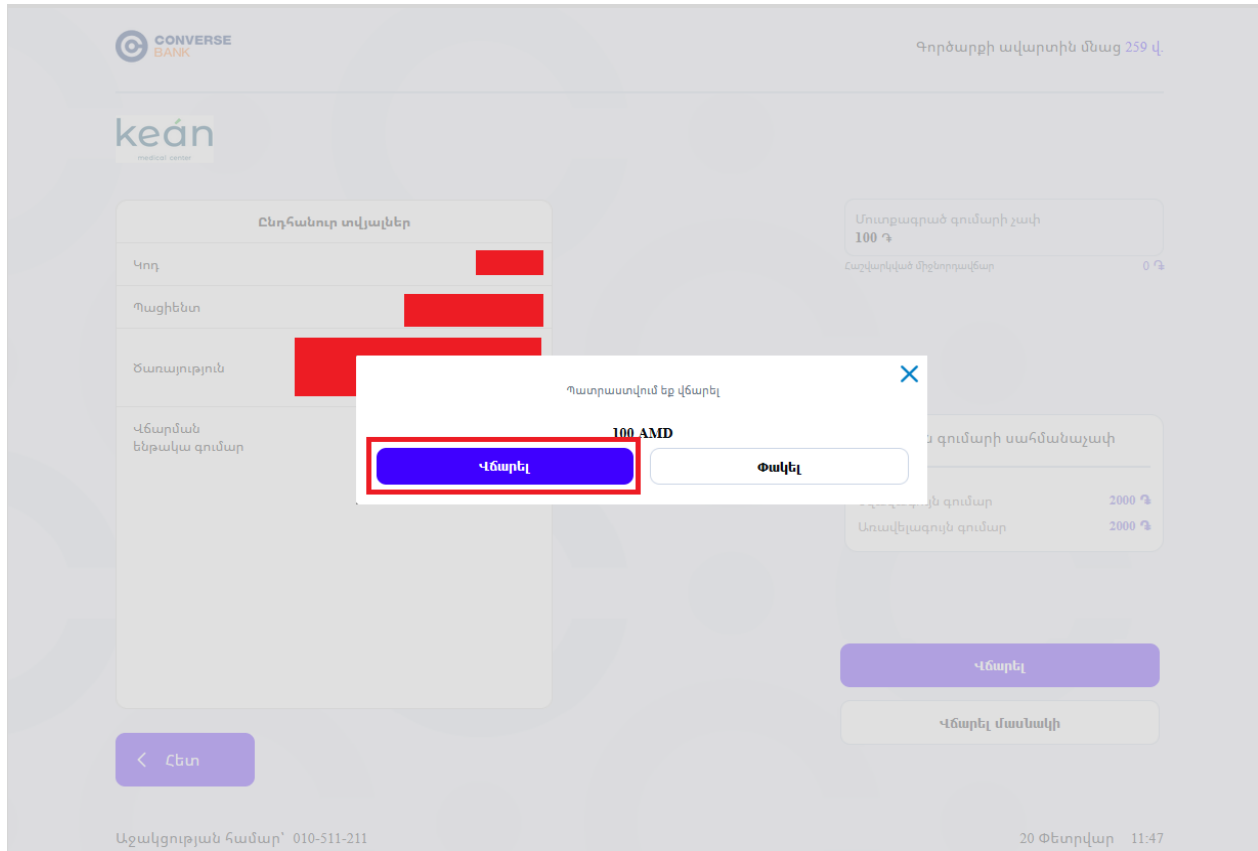 CONVERSE
BANK
Գործարքի ավարտին մնաց 259 վ.
keán
medical center
Ընդհանուր տվյալներ
Կոդ
Պացիենտ
Ծառայություն
Վճարման
ենթակա գումար
Մուտքագրած գումարի չափ
100 ֏
Հաշվարկված միջնորդավճար 0 ֏
Պատրաստվում եք վճարել
100 AMD
Վճարել
Փակել
գումարի սահմանաչափ
գումար 2000 ֏
Առավելագույն գումար 2000 ֏
Վճարել
Վճարել մասնակի
Հետ
Աջակցության համար՝ 010-511-211
20 Փետրվար 11:47